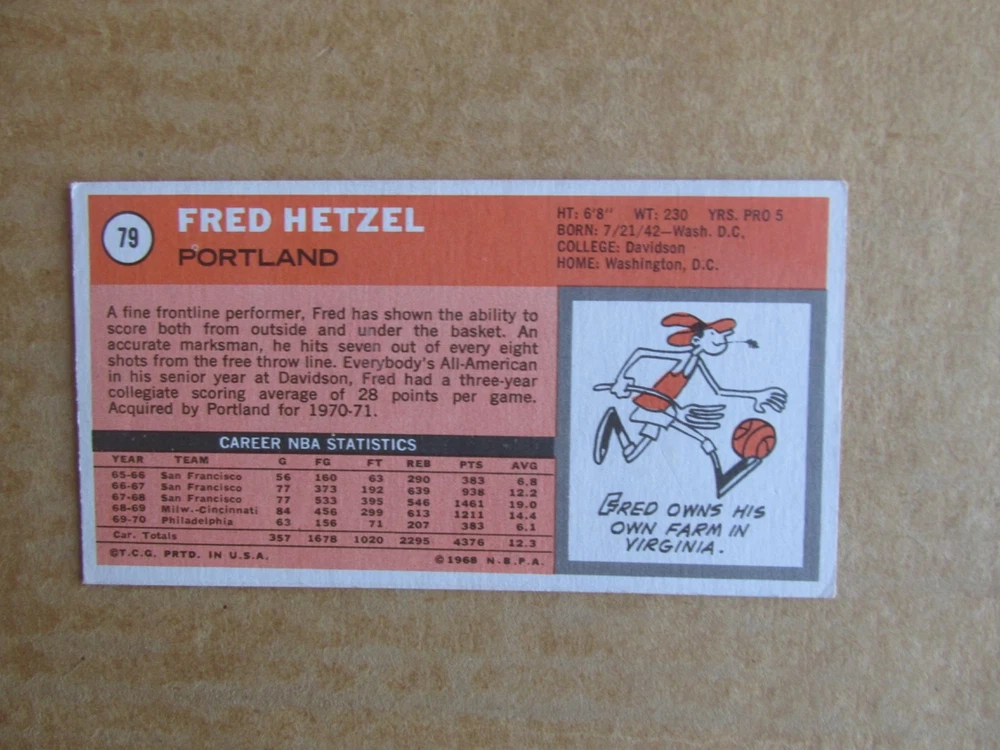 79
FRED HETZEL
PORTLAND
HT: 6'8" WT: 230 YRS. PRO 5
BORN: 7/21/42—Wash. D.C.
COLLEGE: Davidson
HOME: Washington, D.C.
A fine frontline performer, Fred has shown the ability to
score both from outside and under the basket. An
accurate marksman, he hits seven out of every eight
shots from the free throw line. Everybody's All-American
in his senior year at Davidson, Fred had a three-year
collegiate scoring average of 28 points per game.
Acquired by Portland for 1970-71.
CAREER NBA STATISTICS
YEAR TEAM G FG FT REB PTS AVG
65-66 San Francisco 56 160 63 290 383 6.8
66-67 San Francisco 77 373 192 639 938 12.2
67-68 San Francisco 77 533 395 546 1461 19.0
68-69 Milw.-Cincinnati 84 456 299 613 1211 14.4
69-70 Philadelphia 63 156 71 207 383 6.1
Car. Totals 357 1678 1020 2295 4376 12.3
©T.C.G. PRTD. IN U.S.A. ©1968 N.B.P.A.
FRED OWNS HIS
OWN FARM IN
VIRGINIA.